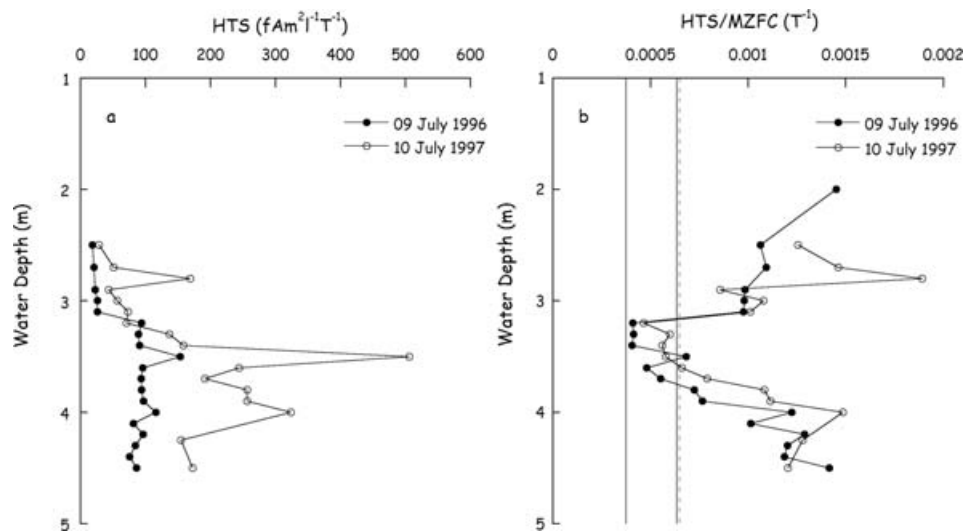 HTS (fAm²l⁻¹T⁻¹)
0 100 200 300 400 500 600
1
2
3
4
5
Water Depth (m)
a
09 July 1996
10 July 1997
HTS/MZFC (T⁻¹)
0 0.0005 0.001 0.0015 0.002
1
2
3
4
5
Water Depth (m)
b
09 July 1996
10 July 1997